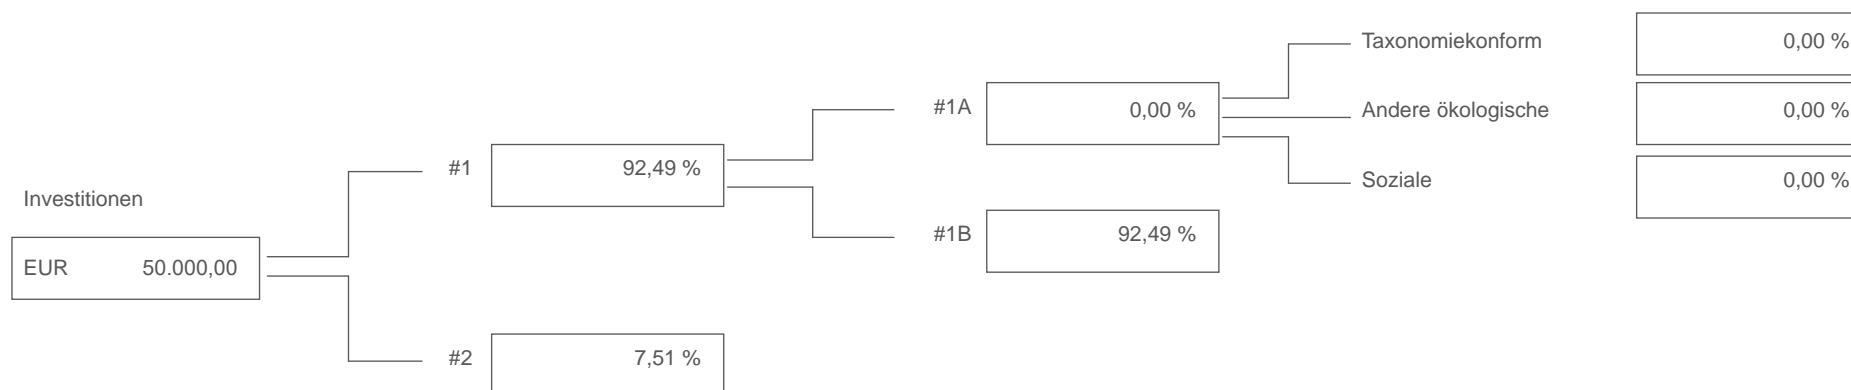 Taxonomiekonform 0,00 %
#1A 0,00 % Andere ökologische 0,00 %
#1 92,49 % Soziale 0,00 %
Investitionen
#1B 92,49 %
EUR 50.000,00
#2 7,51 %